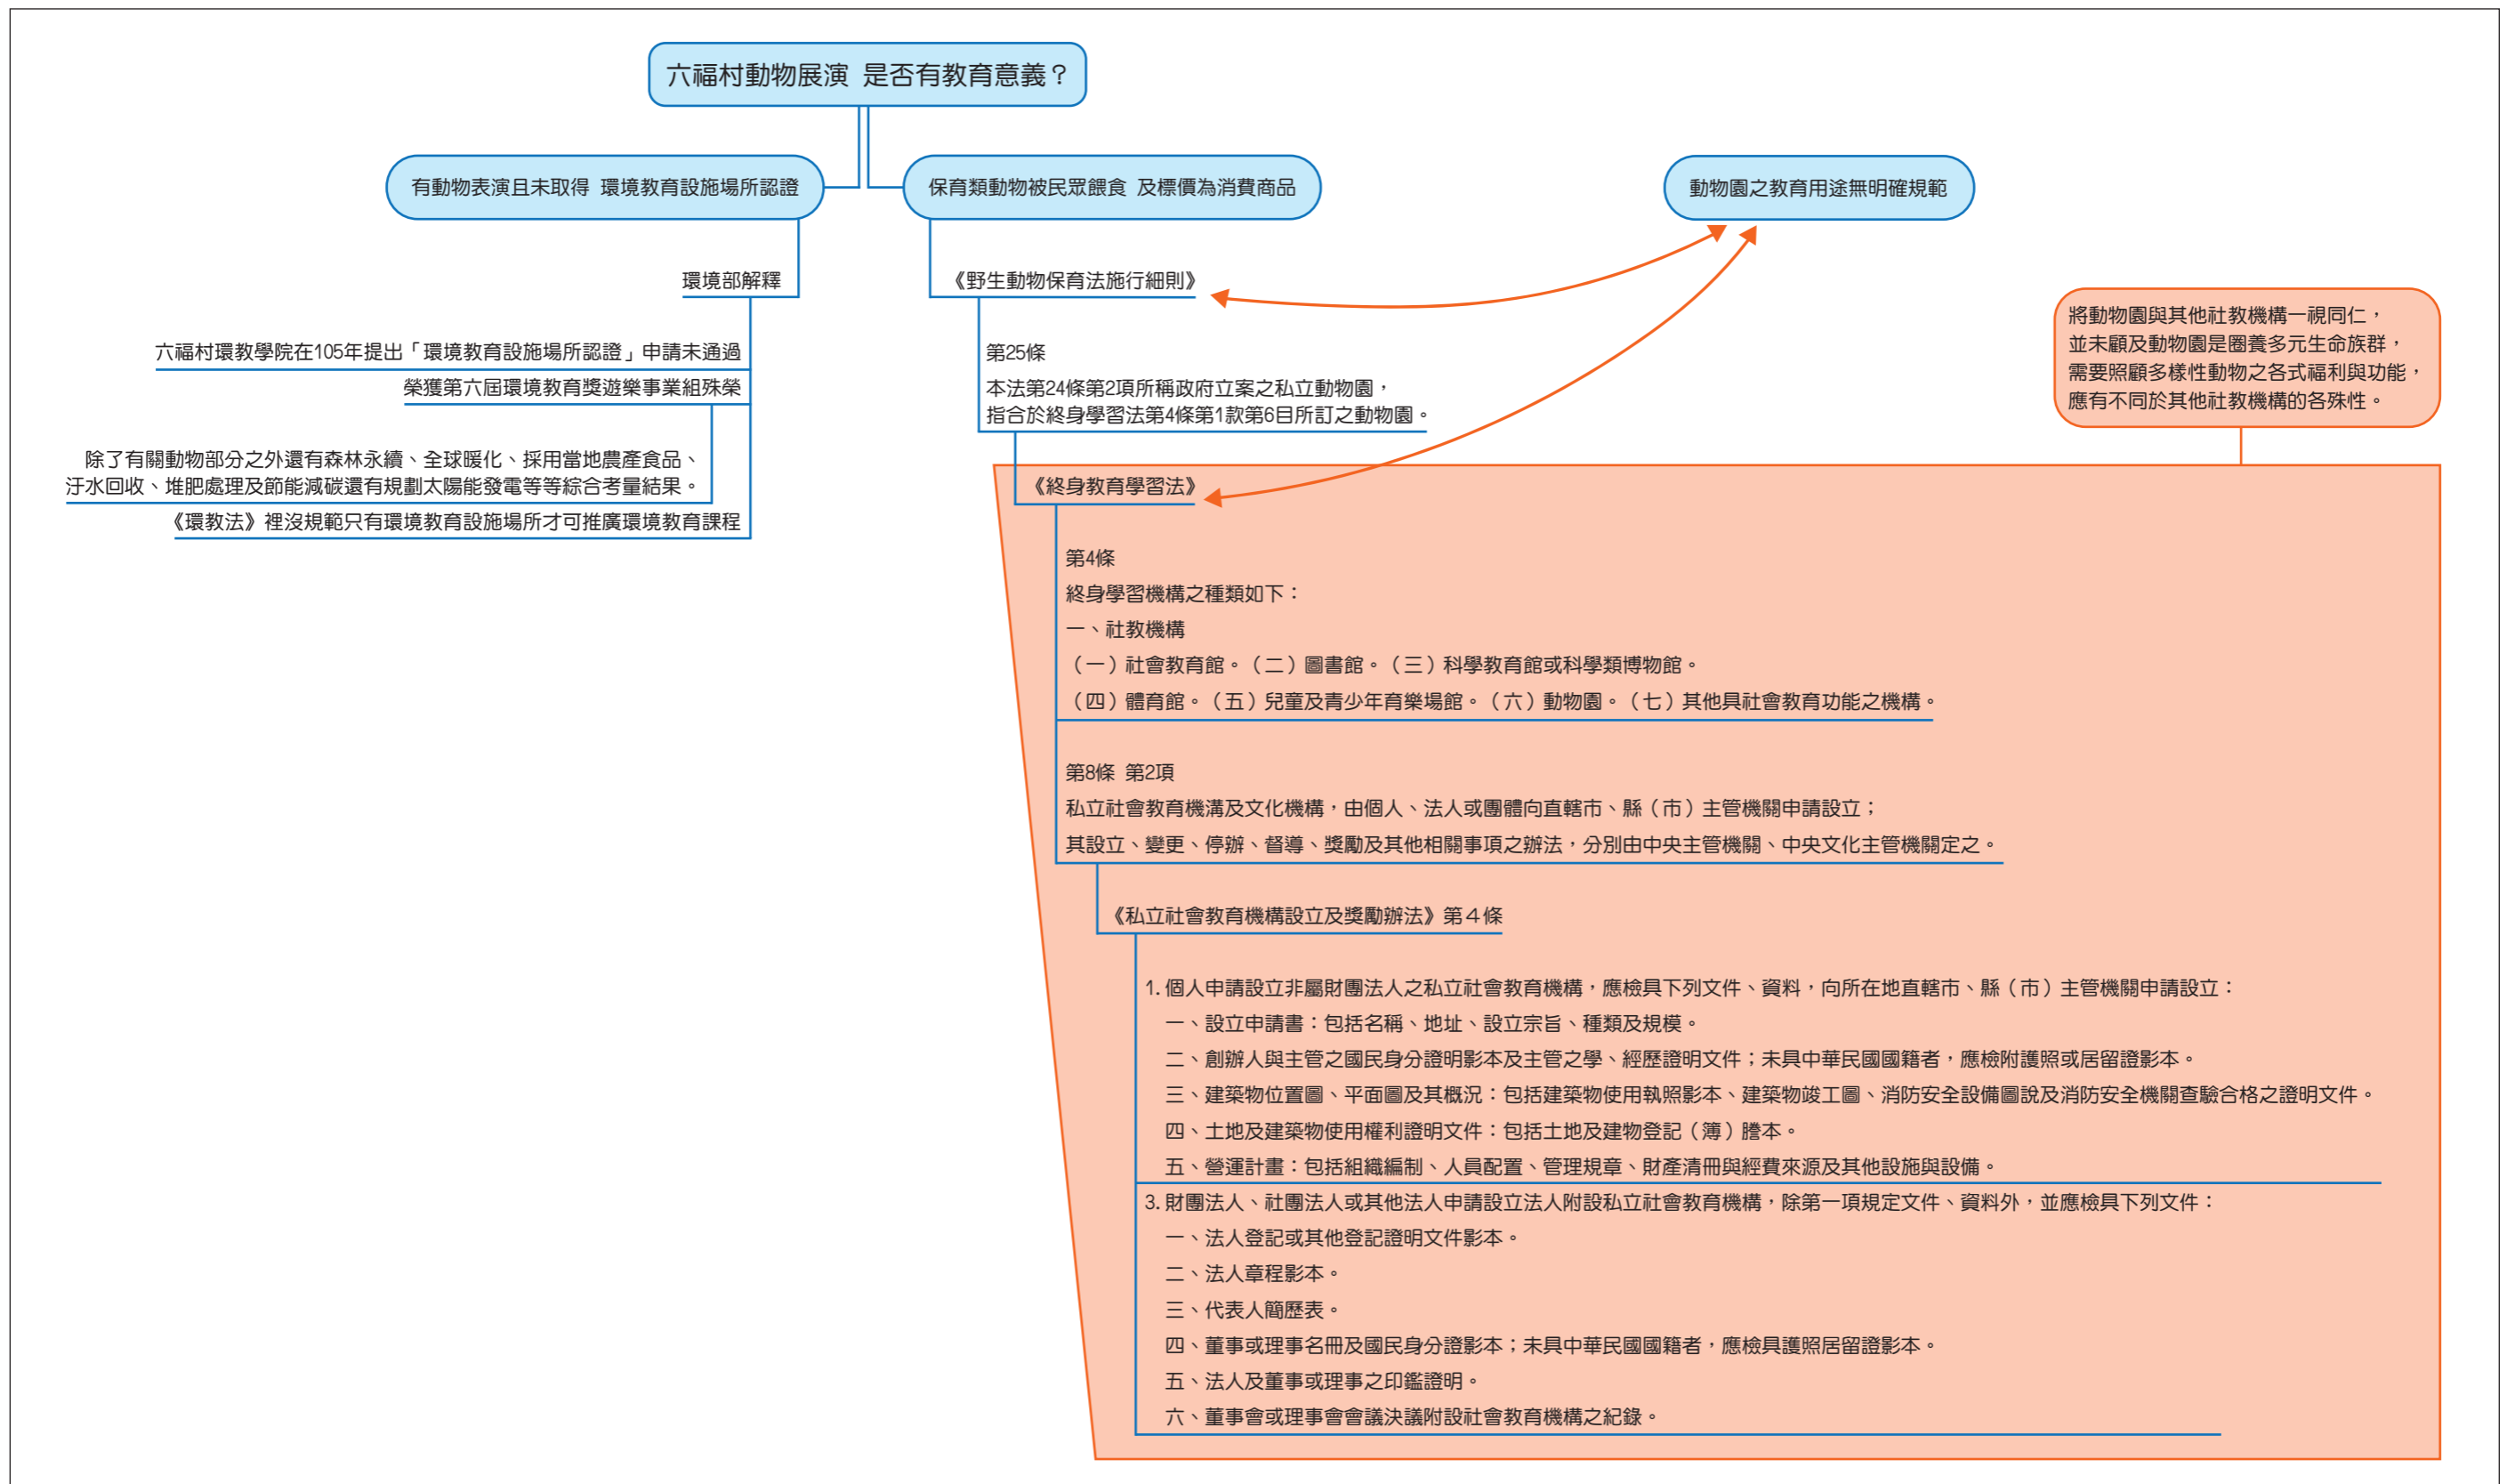 六福村動物展演 是否有教育意義？
有動物表演且未取得 環境教育設施場所認證
環境部解釋
六福村環教學院在105年提出「環境教育設施場所認證」申請未通過
榮獲第六屆環境教育獎遊樂事業組殊榮
除了有關動物部分之外還有森林永續、全球暖化、採用當地農產食品、
汙水回收、堆肥處理及節能減碳還有規劃太陽能發電等等綜合考量結果。
《環教法》裡沒規範只有環境教育設施場所才可推廣環境教育課程
保育類動物被民眾餵食 及標價為消費商品
《野生動物保育法施行細則》
第25條
本法第24條第2項所稱政府立案之私立動物園，
指合於終身學習法第4條第1款第6目所訂之動物園。
《終身教育學習法》
第4條
終身學習機構之種類如下：
一、社教機構
（一）社會教育館。（二）圖書館。（三）科學教育館或科學類博物館。
（四）體育館。（五）兒童及青少年育樂場館。（六）動物園。（七）其他具社會教育功能之機構。
第8條 第2項
私立社會教育機溝及文化機構，由個人、法人或團體向直轄市、縣（市）主管機關申請設立；
其設立、變更、停辦、督導、獎勵及其他相關事項之辦法，分別由中央主管機關、中央文化主管機關定之。
《私立社會教育機構設立及獎勵辦法》第４條
1. 個人申請設立非屬財團法人之私立社會教育機構，應檢具下列文件、資料，向所在地直轄市、縣（市）主管機關申請設立：
一、設立申請書：包括名稱、地址、設立宗旨、種類及規模。
二、創辦人與主管之國民身分證明影本及主管之學、經歷證明文件；未具中華民國國籍者，應檢附護照或居留證影本。
三、建築物位置圖、平面圖及其概況：包括建築物使用執照影本、建築物竣工圖、消防安全設備圖說及消防安全機關查驗合格之證明文件。
四、土地及建築物使用權利證明文件：包括土地及建物登記（簿）謄本。
五、營運計畫：包括組織編制、人員配置、管理規章、財產清冊與經費來源及其他設施與設備。
3. 財團法人、社團法人或其他法人申請設立法人附設私立社會教育機構，除第一項規定文件、資料外，並應檢具下列文件：
一、法人登記或其他登記證明文件影本。
二、法人章程影本。
三、代表人簡歷表。
四、董事或理事名冊及國民身分證影本；未具中華民國國籍者，應檢具護照居留證影本。
五、法人及董事或理事之印鑑證明。
六、董事會或理事會會議決議附設社會教育機構之紀錄。
動物園之教育用途無明確規範
將動物園與其他社教機構一視同仁，
並未顧及動物園是圈養多元生命族群，
需要照顧多樣性動物之各式福利與功能，
應有不同於其他社教機構的各殊性。